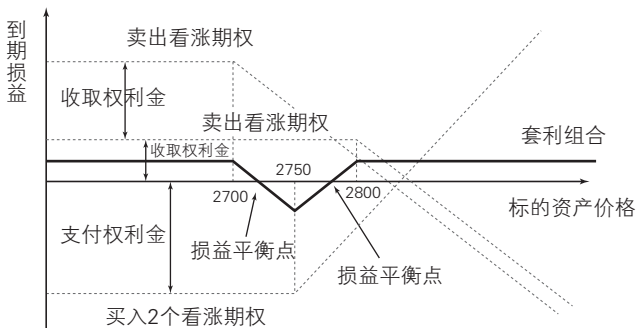 到期损益
卖出看涨期权
收取权利金
卖出看涨期权
套利组合
收取权利金
2750
2700
2800
标的资产价格
支付权利金
损益平衡点
损益平衡点
买入2个看涨期权